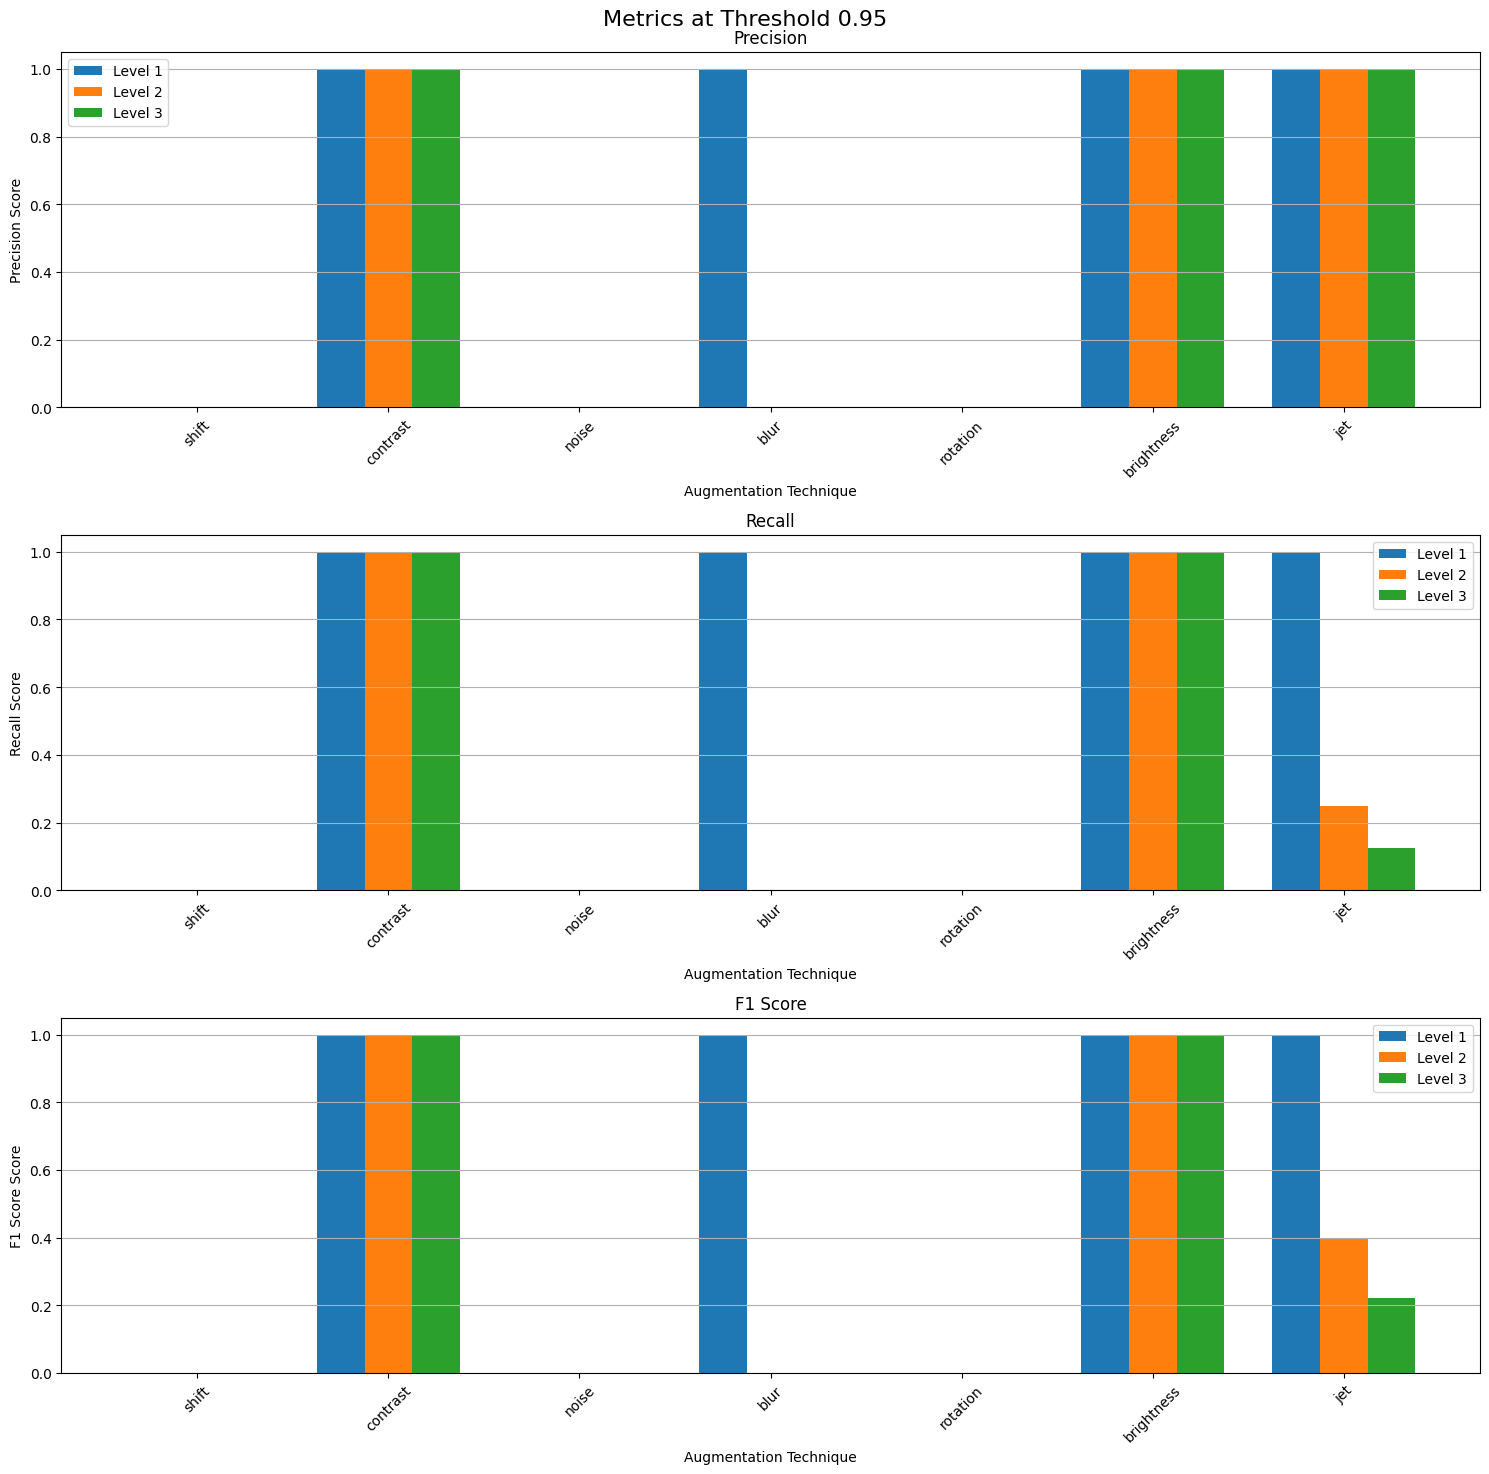 Metrics at Threshold 0.95
Precision
1.0
0.8
0.6
0.4
0.2
0.0
Precision Score
Level 1
Level 2
Level 3
shift
contrast
noise
blur
rotation
brightness
jet
Augmentation Technique
Recall
1.0
0.8
0.6
0.4
0.2
0.0
Recall Score
Level 1
Level 2
Level 3
shift
contrast
noise
blur
rotation
brightness
jet
Augmentation Technique
F1 Score
1.0
0.8
0.6
0.4
0.2
0.0
F1 Score Score
Level 1
Level 2
Level 3
shift
contrast
noise
blur
rotation
brightness
jet
Augmentation Technique